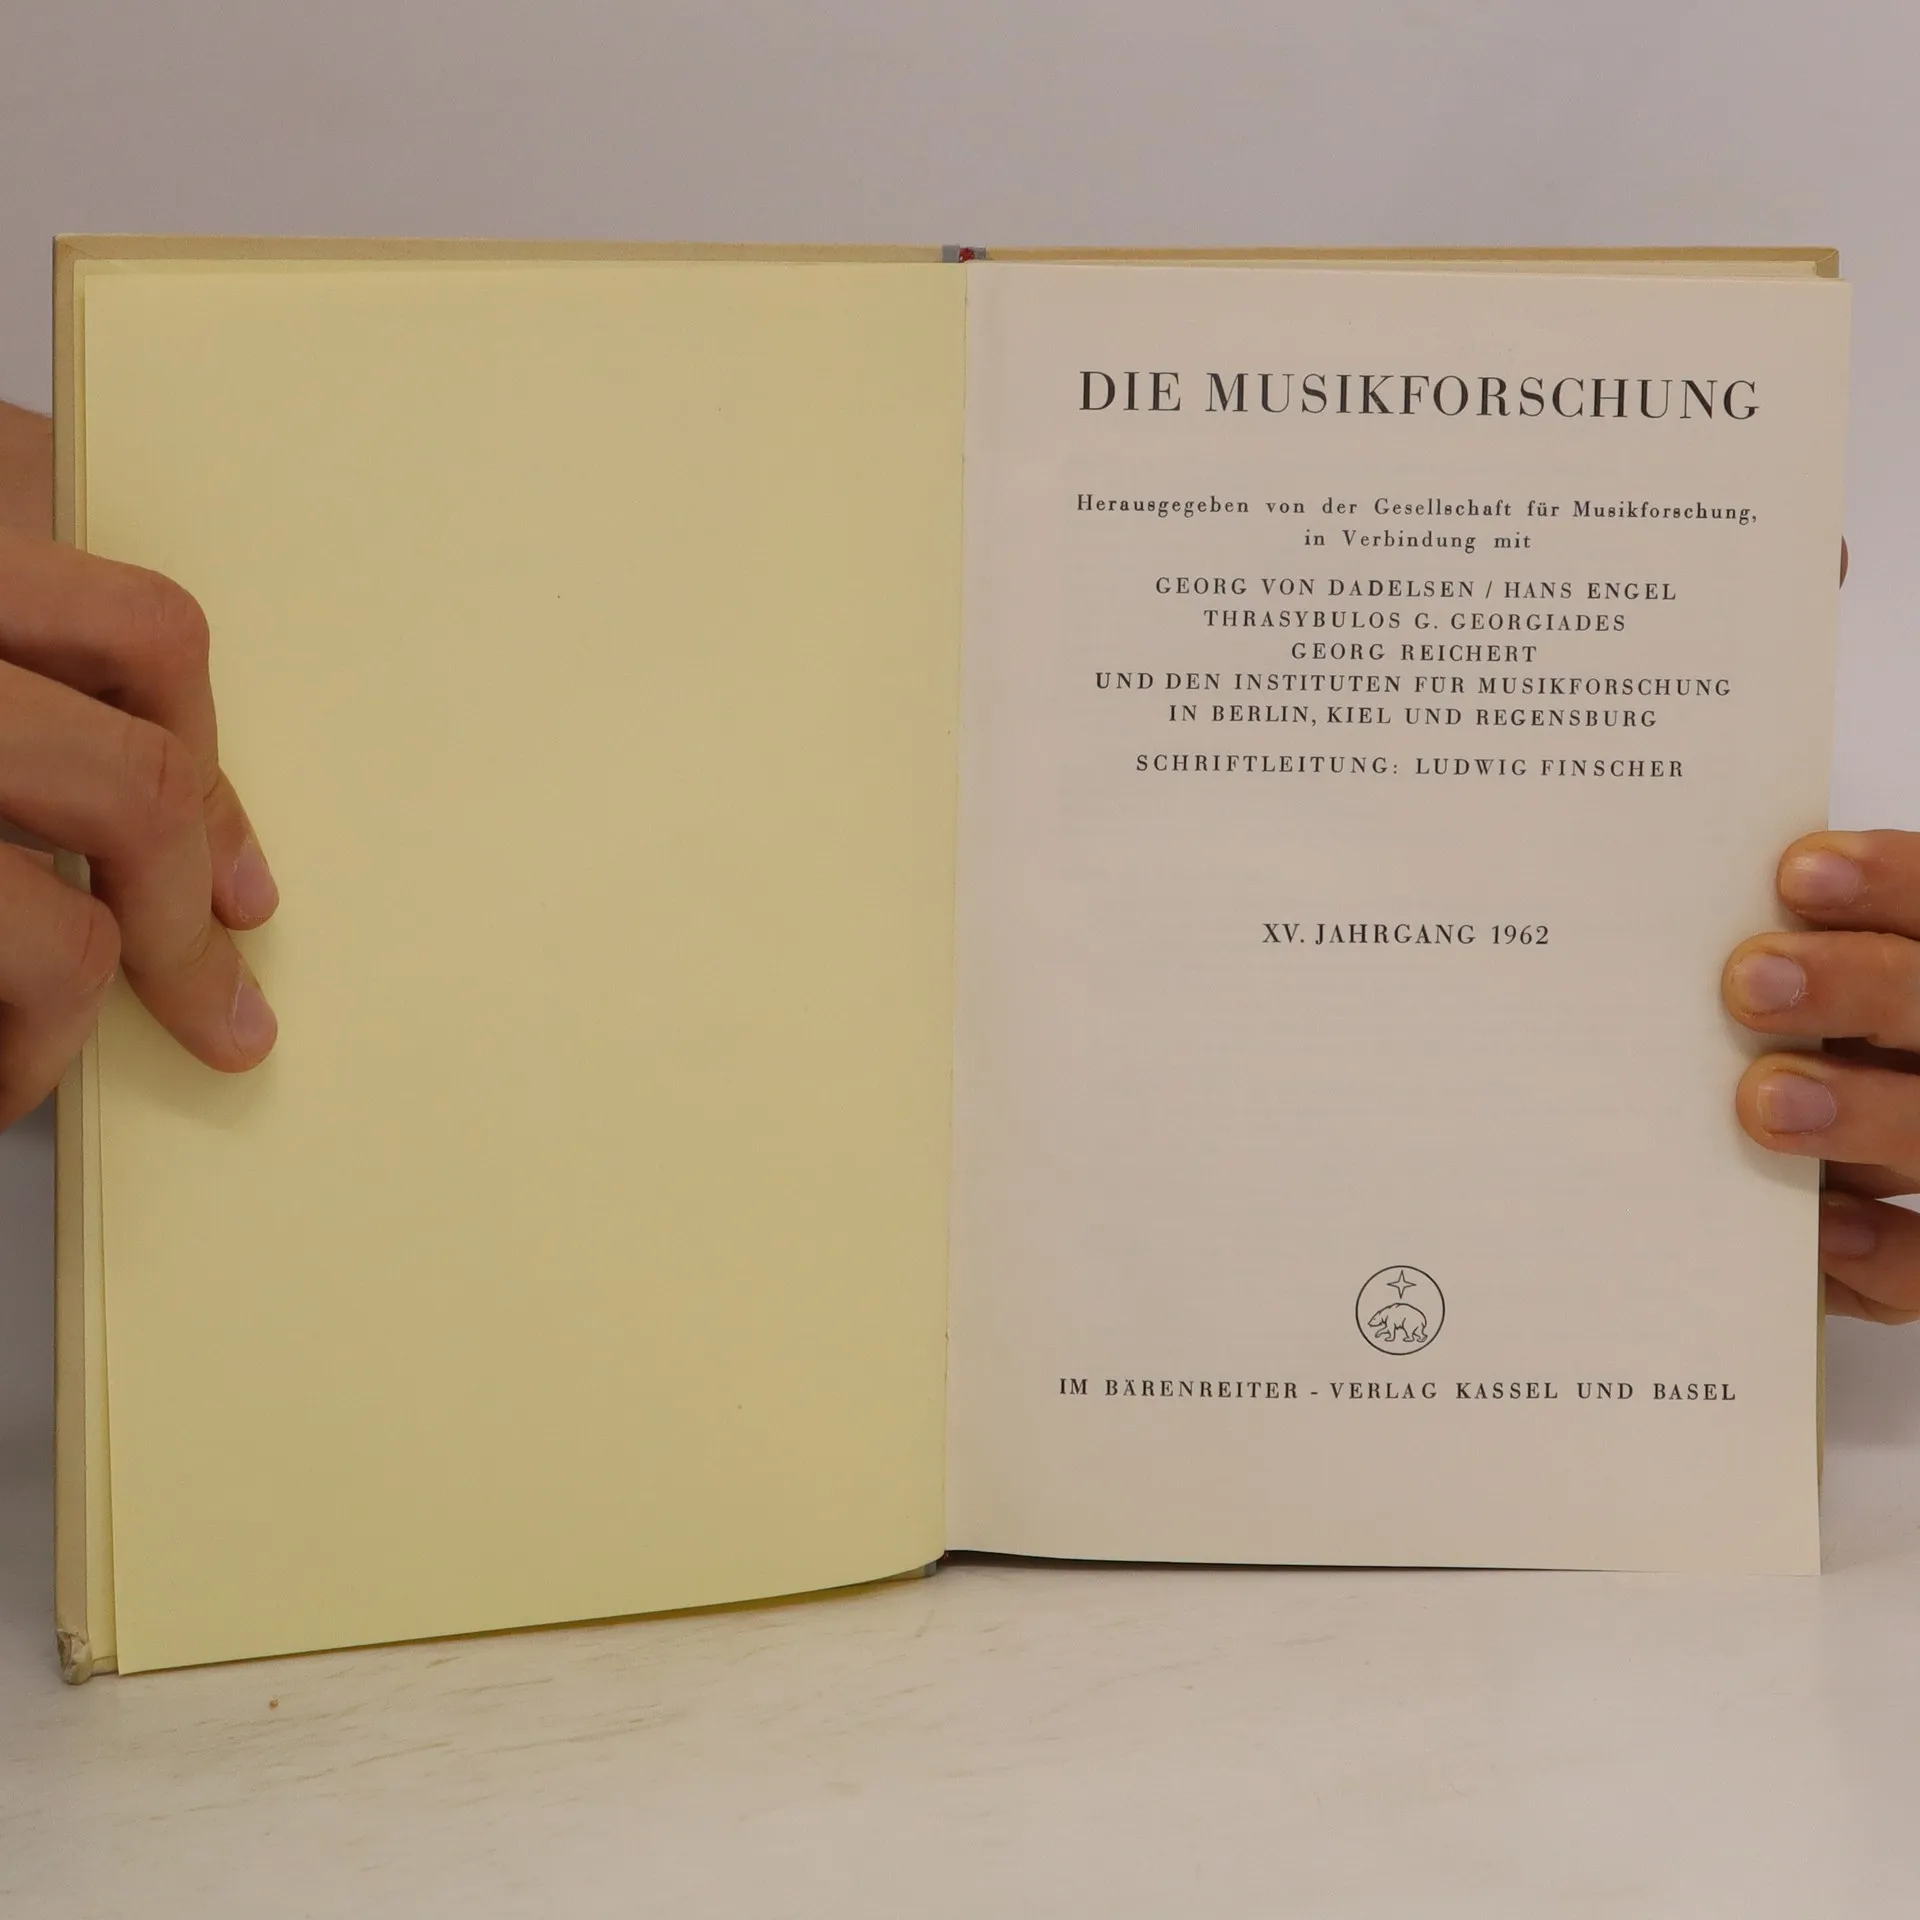 DIE MUSIKFORSCHUNG
Herausgegeben von der Gesellschaft für Musikforschung,
in Verbindung mit
GEORG VON DADELSEN / HANS ENGEL
THRASYBULOS G. GEORGIADES
GEORG REICHERT
UND DEN INSTITUTEN FÜR MUSIKFORSCHUNG
IN BERLIN, KIEL UND REGENSBURG
SCHRIFTLEITUNG: LUDWIG FINSCHER
XV. JAHRGANG 1962
IM BÄRENREITER - VERLAG KASSEL UND BASEL